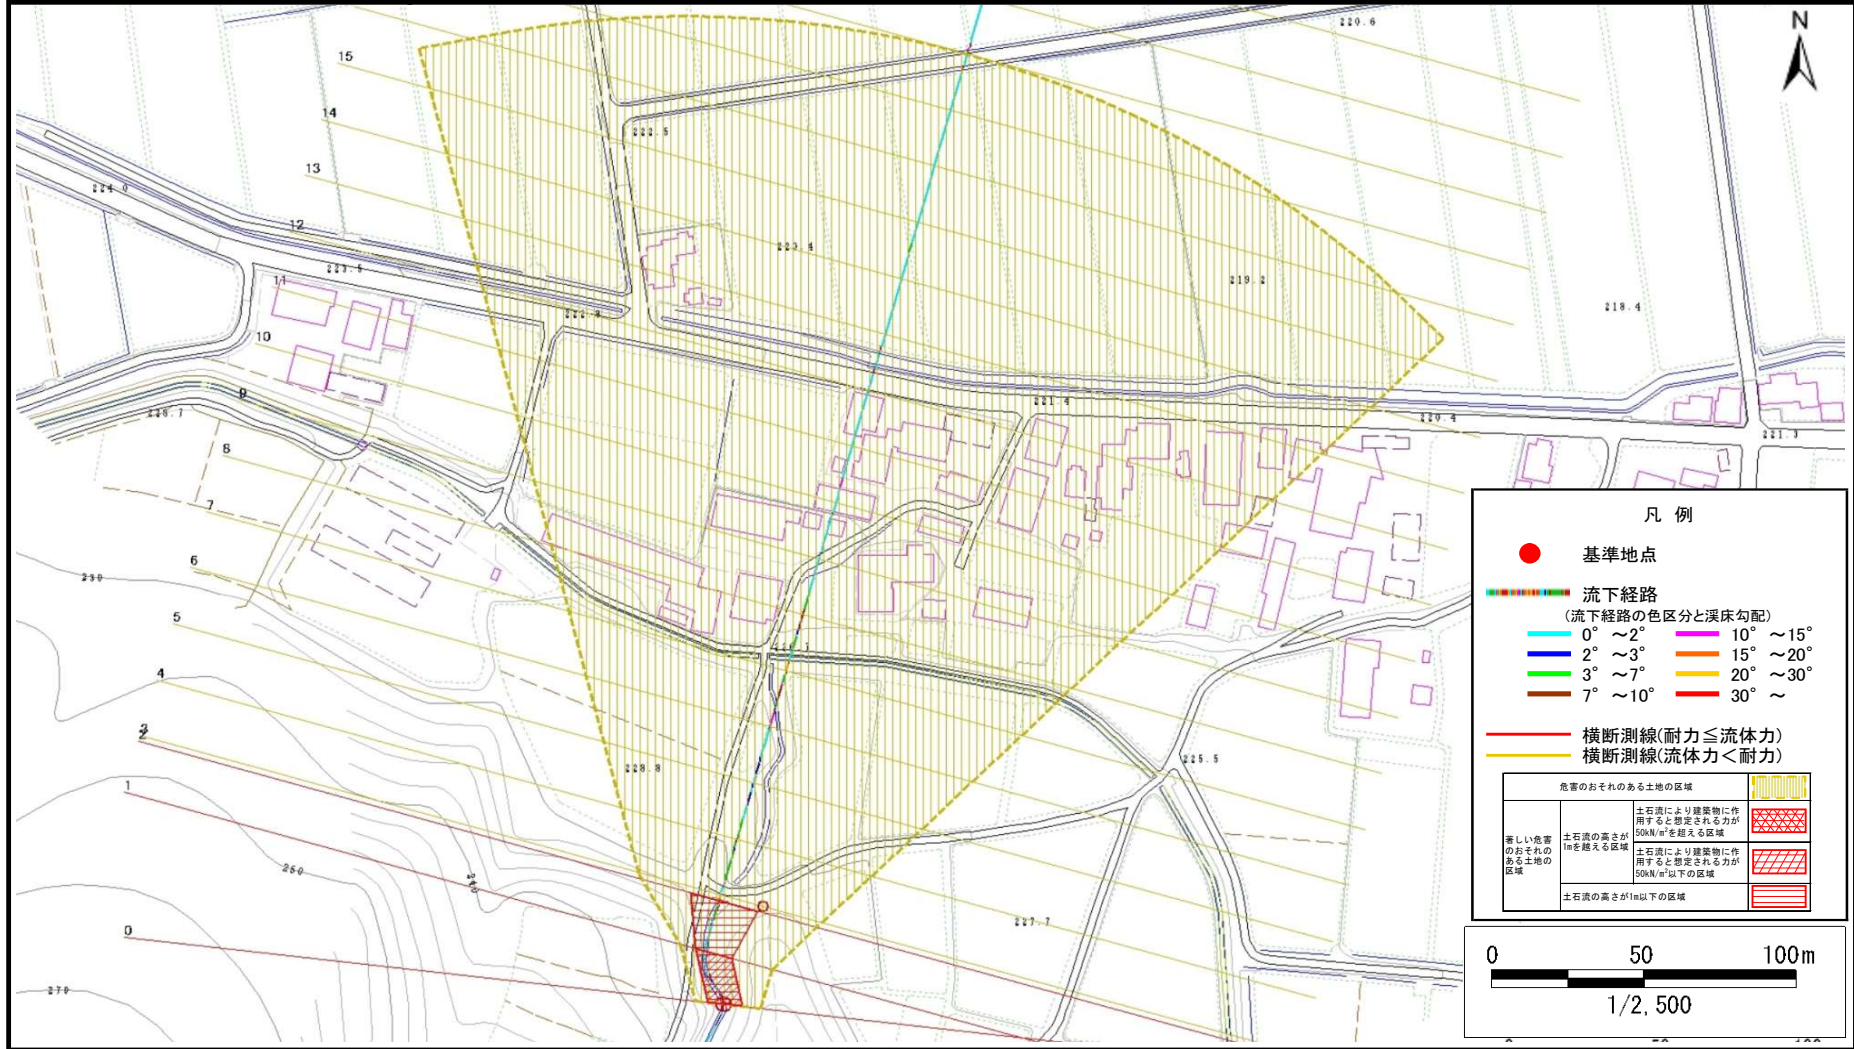 N
220.6
15
14
222.5
13
224.0
12
223.4
223.5
11
219.2
218.4
222.8
10
9
221.4
220.4
228.7
221.3
8
7
6
230
5
4
3
2
228.8
225.5
1
250
240
0
227.7
270
凡 例
基準地点
流下経路
(流下経路の色区分と渓床勾配)
0° ～2° 10° ～15°
2° ～3° 15° ～20°
3° ～7° 20° ～30°
7° ～10° 30° ～
横断測線(耐力≦流体力)
横断測線(流体力＜耐力)
危害のおそれのある土地の区域
著しい危害
のおそれの
ある土地の
区域
土石流の高さが
1mを越える区域
土石流により建築物に作
用すると想定される力が
50kN/m²を超える区域
土石流により建築物に作
用すると想定される力が
50kN/m²以下の区域
土石流の高さが1m以下の区域
0 50 100m
1/2,500